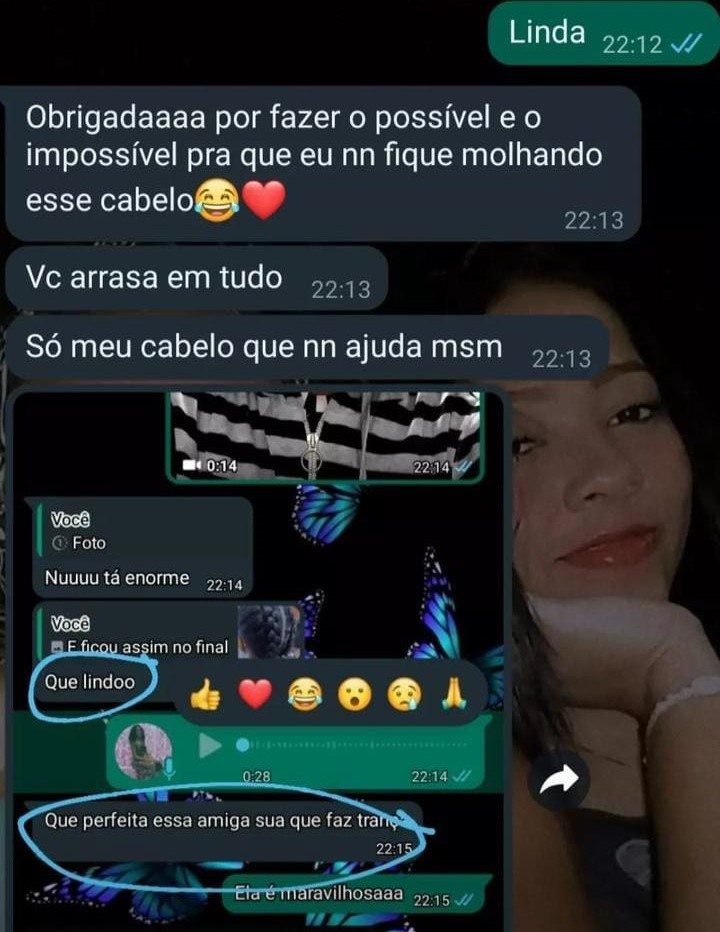 Linda 22:12
Obrigadaaaa por fazer o possível e o
impossível pra que eu nn fique molhando
esse cabelo😂❤️
22:13
Vc arrasa em tudo 22:13
Só meu cabelo que nn ajuda msm 22:13
0:14 22:14
Você
Foto
Nuuuu tá enorme 22:14
Você
E ficou assim no final
Que lindoo
👍❤️😂😮😢🙏
0:28 22:14
Que perfeita essa amiga sua que faz
22:15
Ela é maravilhosaaa 22:15